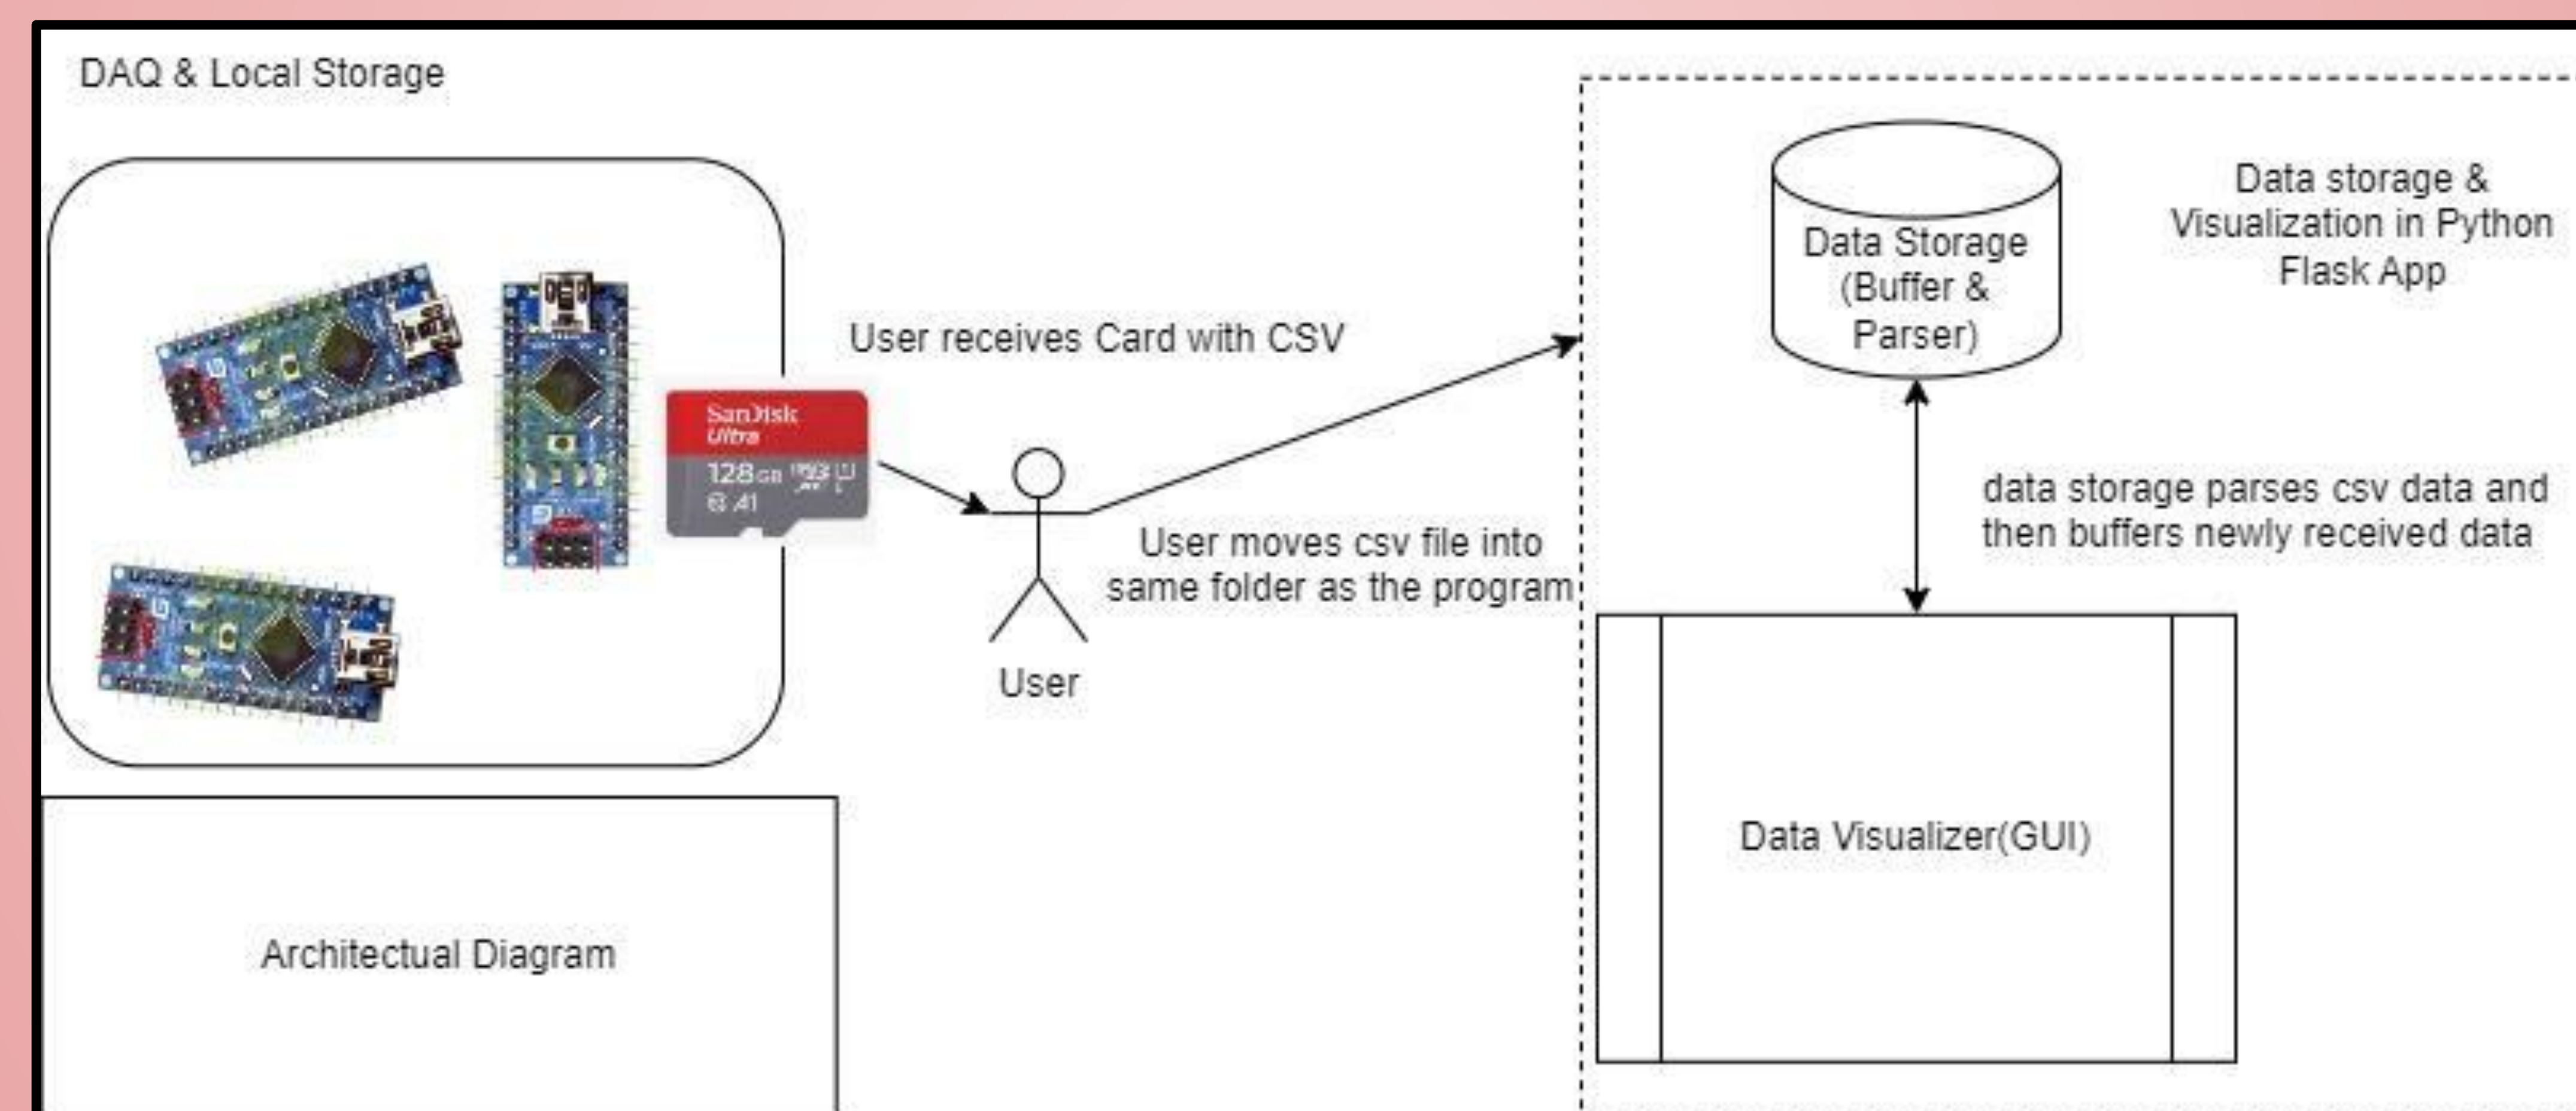 DAQ & Local Storage
SanDisk
Ultra
128GB
A1
User receives Card with CSV
User moves csv file into
same folder as the program
User
Data Storage
(Buffer &
Parser)
Data storage &
Visualization in Python
Flask App
data storage parses csv data and
then buffers newly received data
Data Visualizer(GUI)
Architectual Diagram